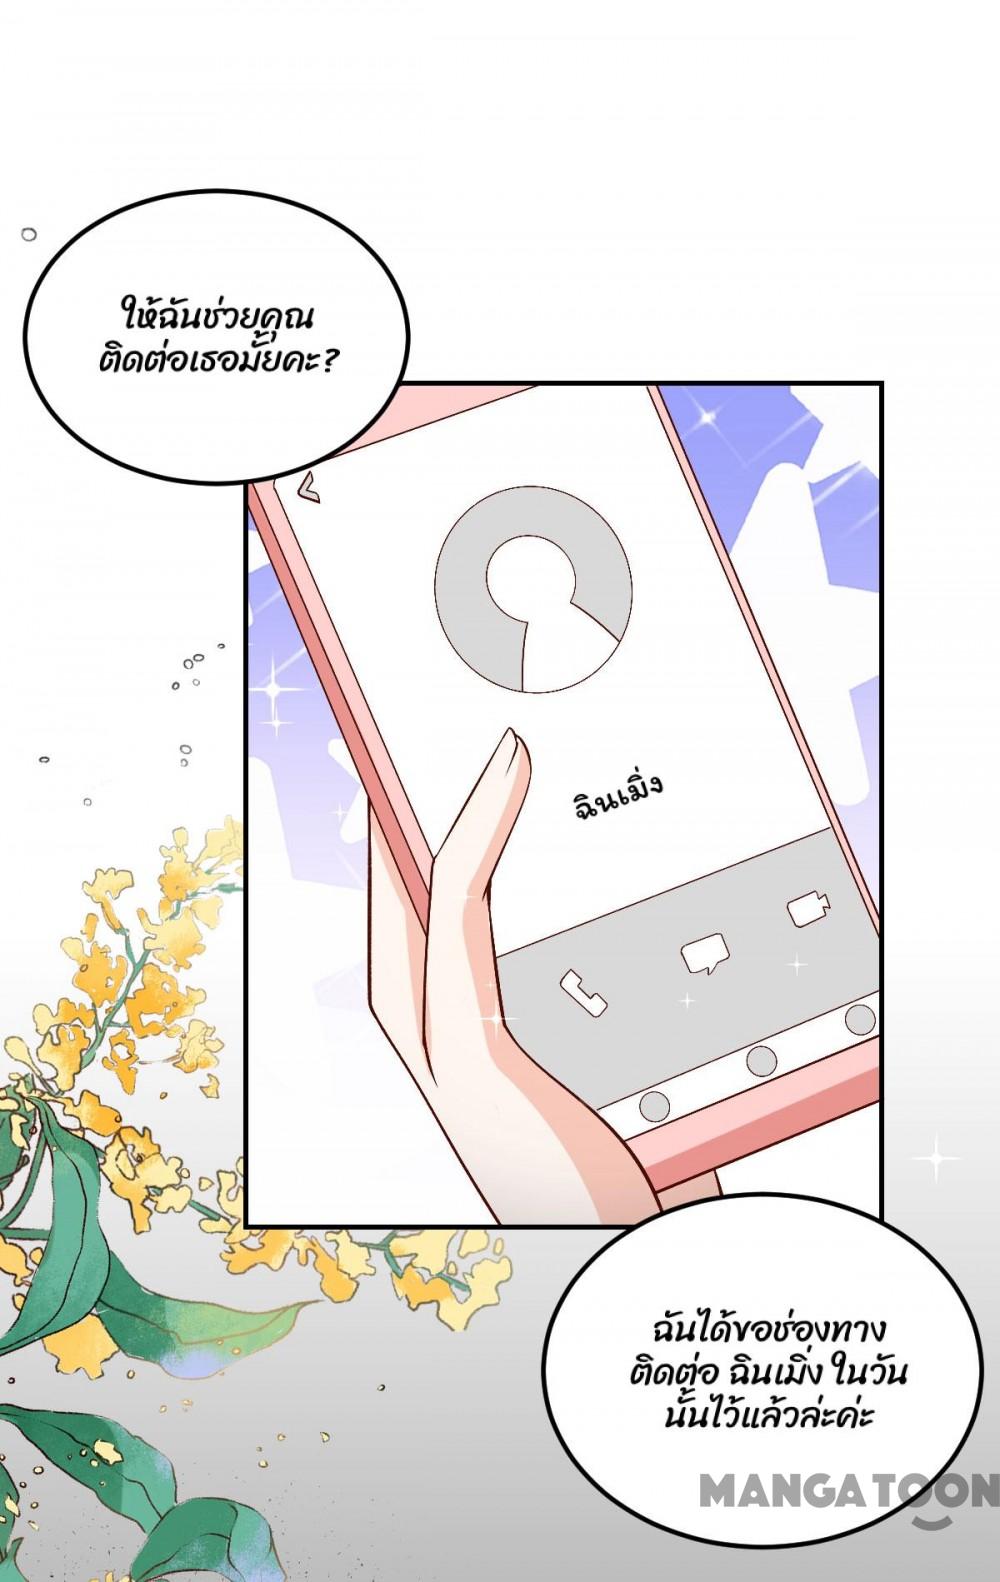 ให้ฉันช่วยคุณ
ติดต่อเธอมั้ยคะ?
ฉินเมิ่ง
ฉันได้ขอช่องทาง
ติดต่อ ฉินเมิ่ง ในวัน
นั้นไว้แล้วล่ะค่ะ
MANGATOON